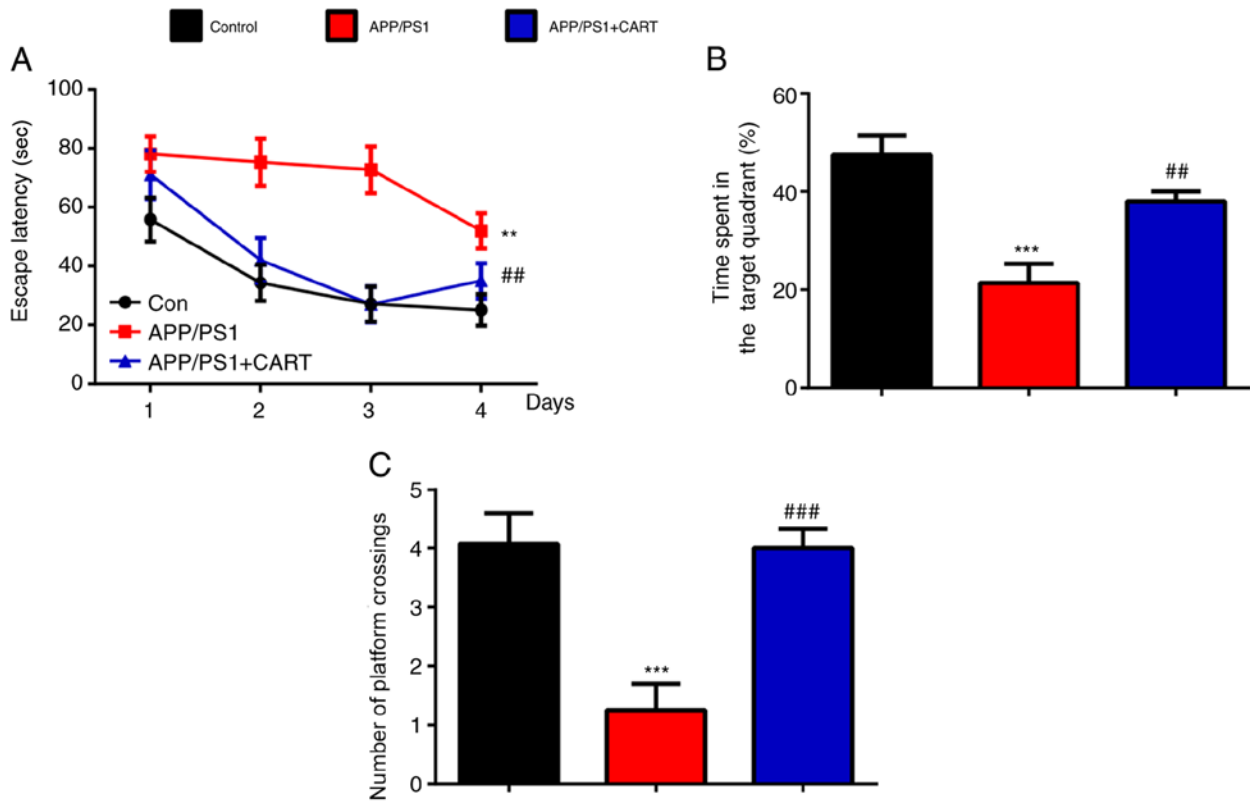 Control
APP/PS1
APP/PS1+CART
A
100
80
60
40
20
0
Escape latency (sec)
Con
APP/PS1
APP/PS1+CART
**
##
1
2
3
4
Days
B
60
40
20
0
Time spent in
the target quadrant (%)
***
##
C
5
4
3
2
1
0
Number of platform crossings
***
###